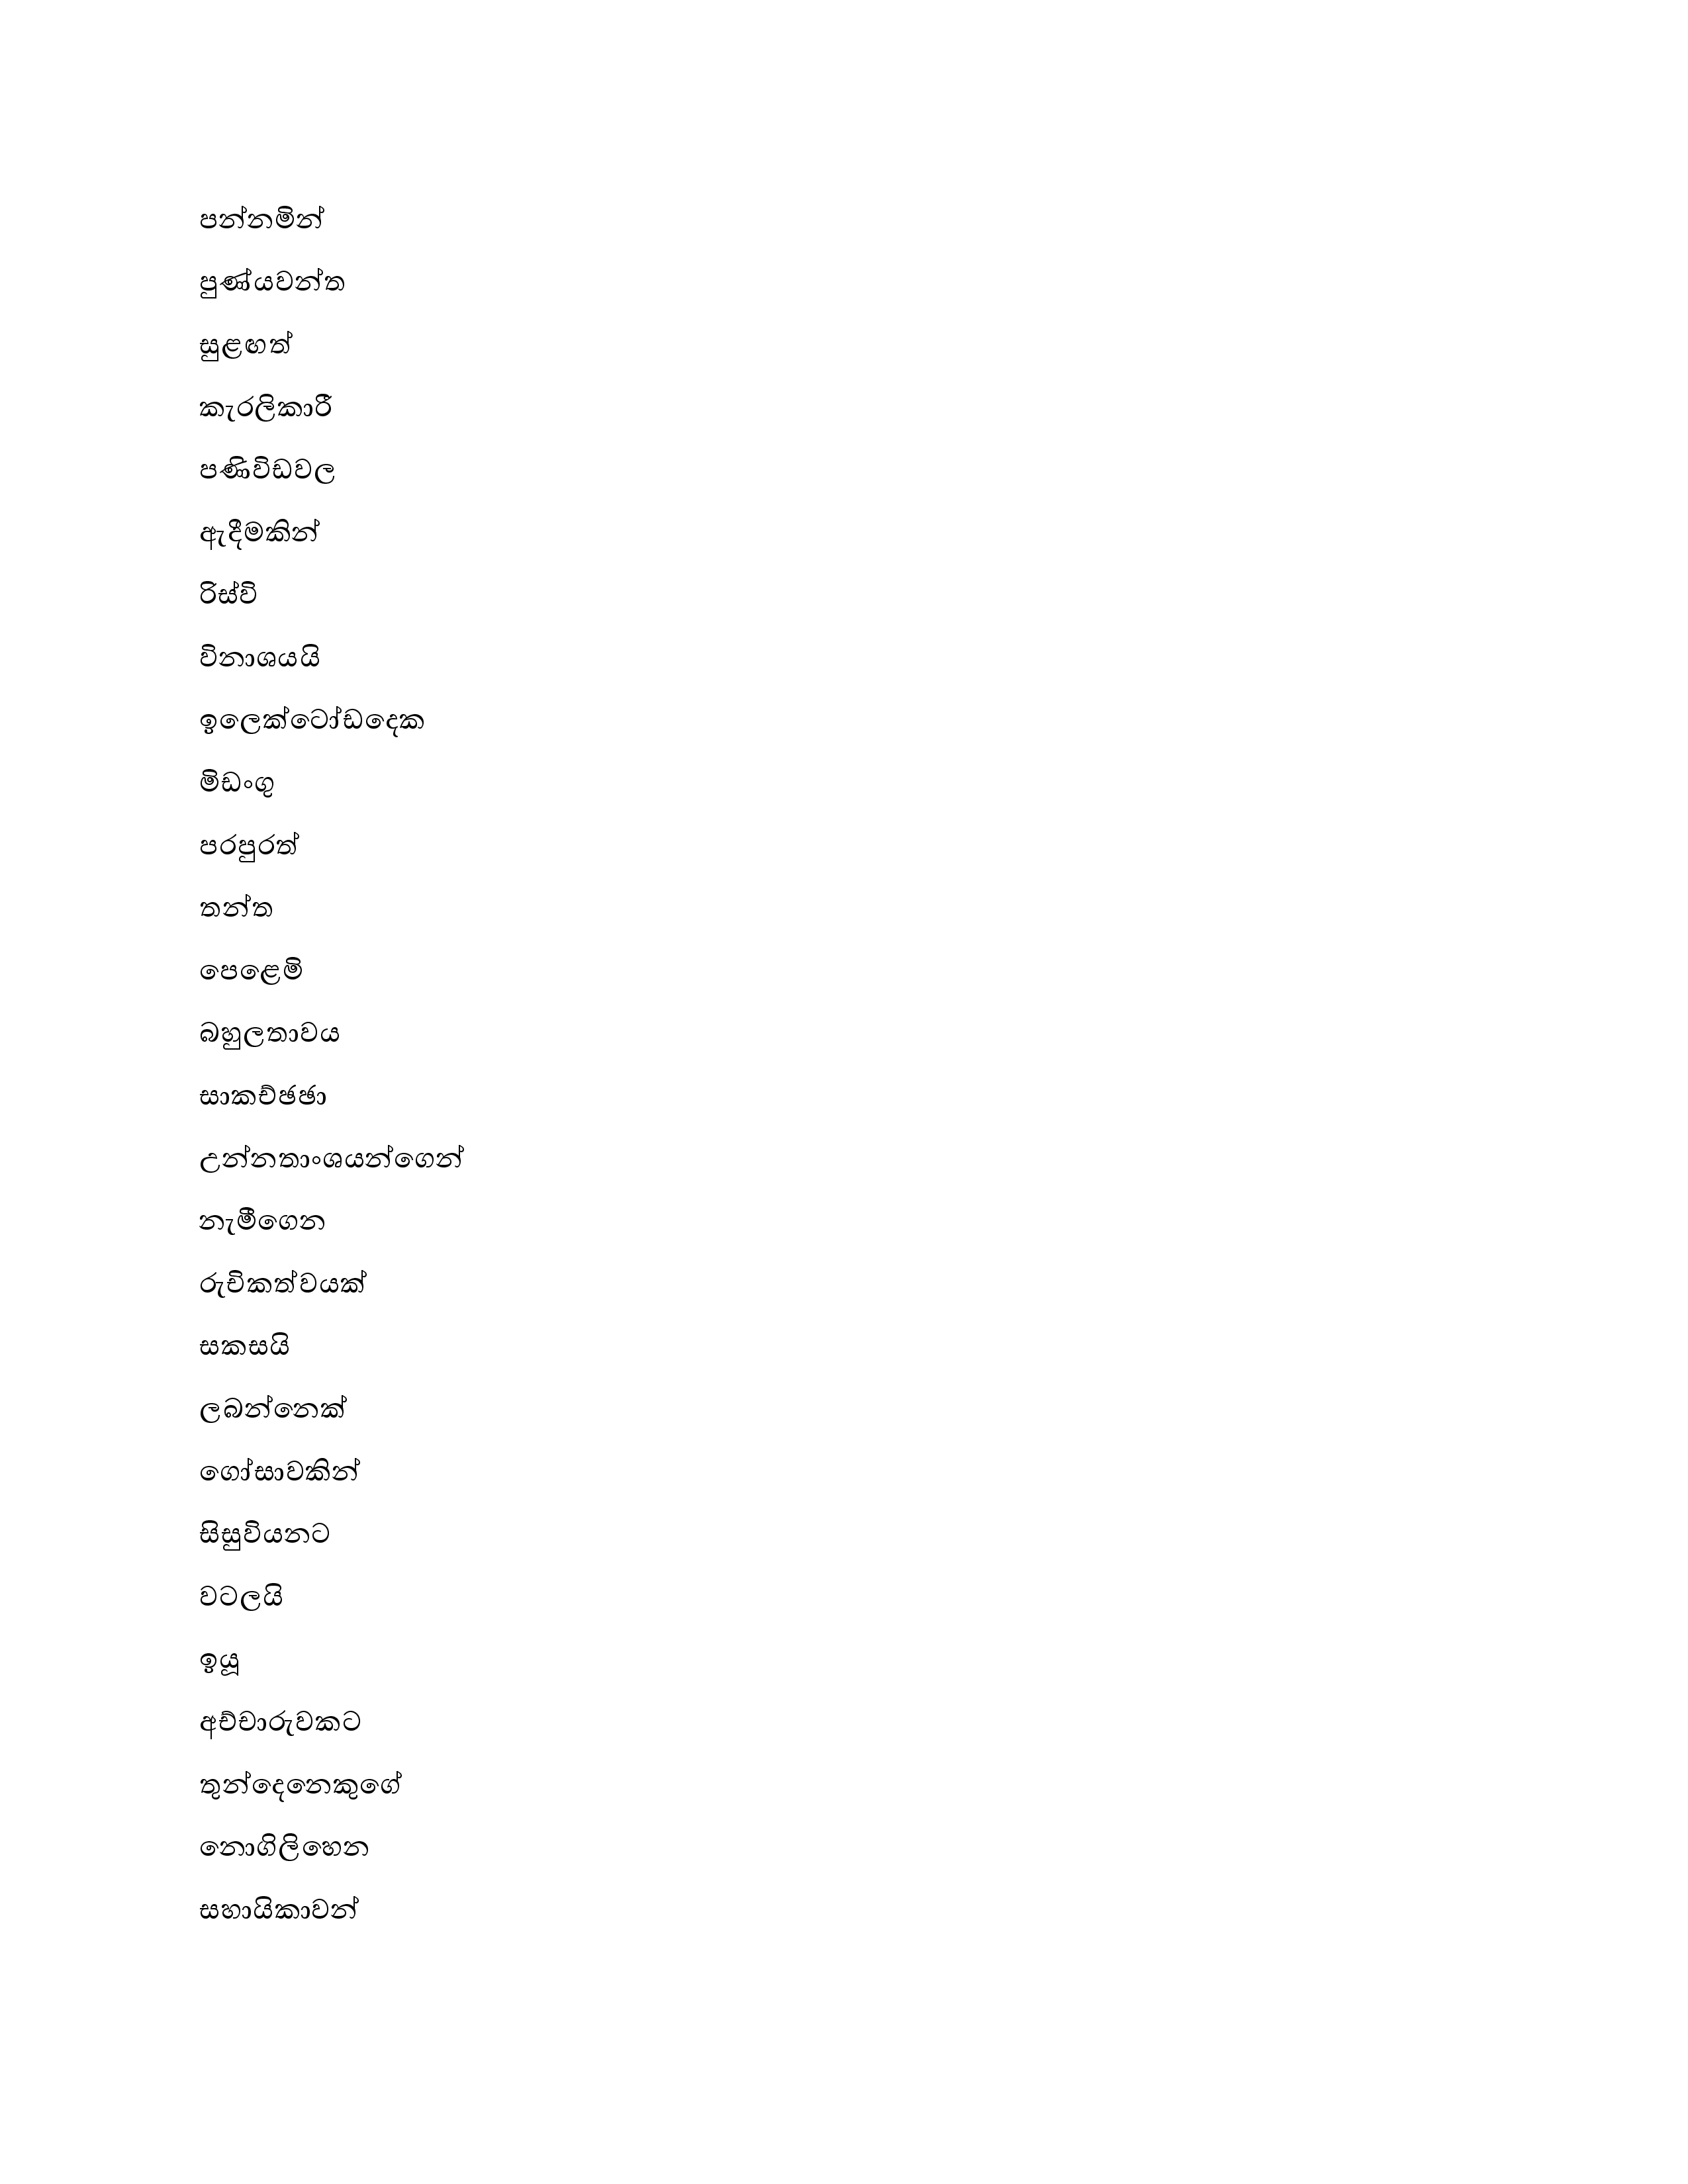 පන්නමින්
පුණ්යවන්ත
සුළඟත්
කැරලිකාරී
පණිවිඩවල
ඇදීමකින්
රිස්වි
විනාශයයි
ඉලෙක්ටෝඩදෙක
මිඩංගු
පරපුරත්
තන්ත
පෙළෙමි
බහුලතාවය
සාකච්ඡඡා
උන්නතාංශයන්ගෙන්
නැමීගෙන
රුචිකත්වයක්
සකසයි
ලබන්නෙක්
ගෝසාවකින්
සිසුවියනට
වටලයි
ඉයූ
අච්චාරුවකට
තුන්දෙනෙකුගේ
නොගිලිහෙන
සහායිකාවන්